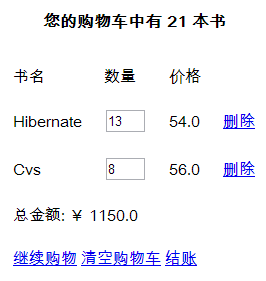 您的购物车中有 21 本书
书名 数量 价格
Hibernate 13 54.0 删除
Cvs 8 56.0 删除
总金额: ￥ 1150.0
继续购物 清空购物车 结账